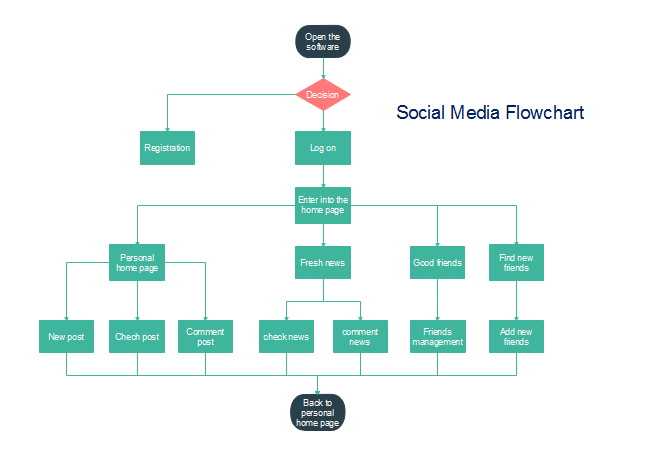 Open the
software
Decision
Social Media Flowchart
Registration
Log on
Enter into the
home page
Personal
home page
Fresh news
Good friends
Find new
friends
New post
Chech post
Comment
post
check news
comment
news
Friends
management
Add new
friends
Back to
personal
home page